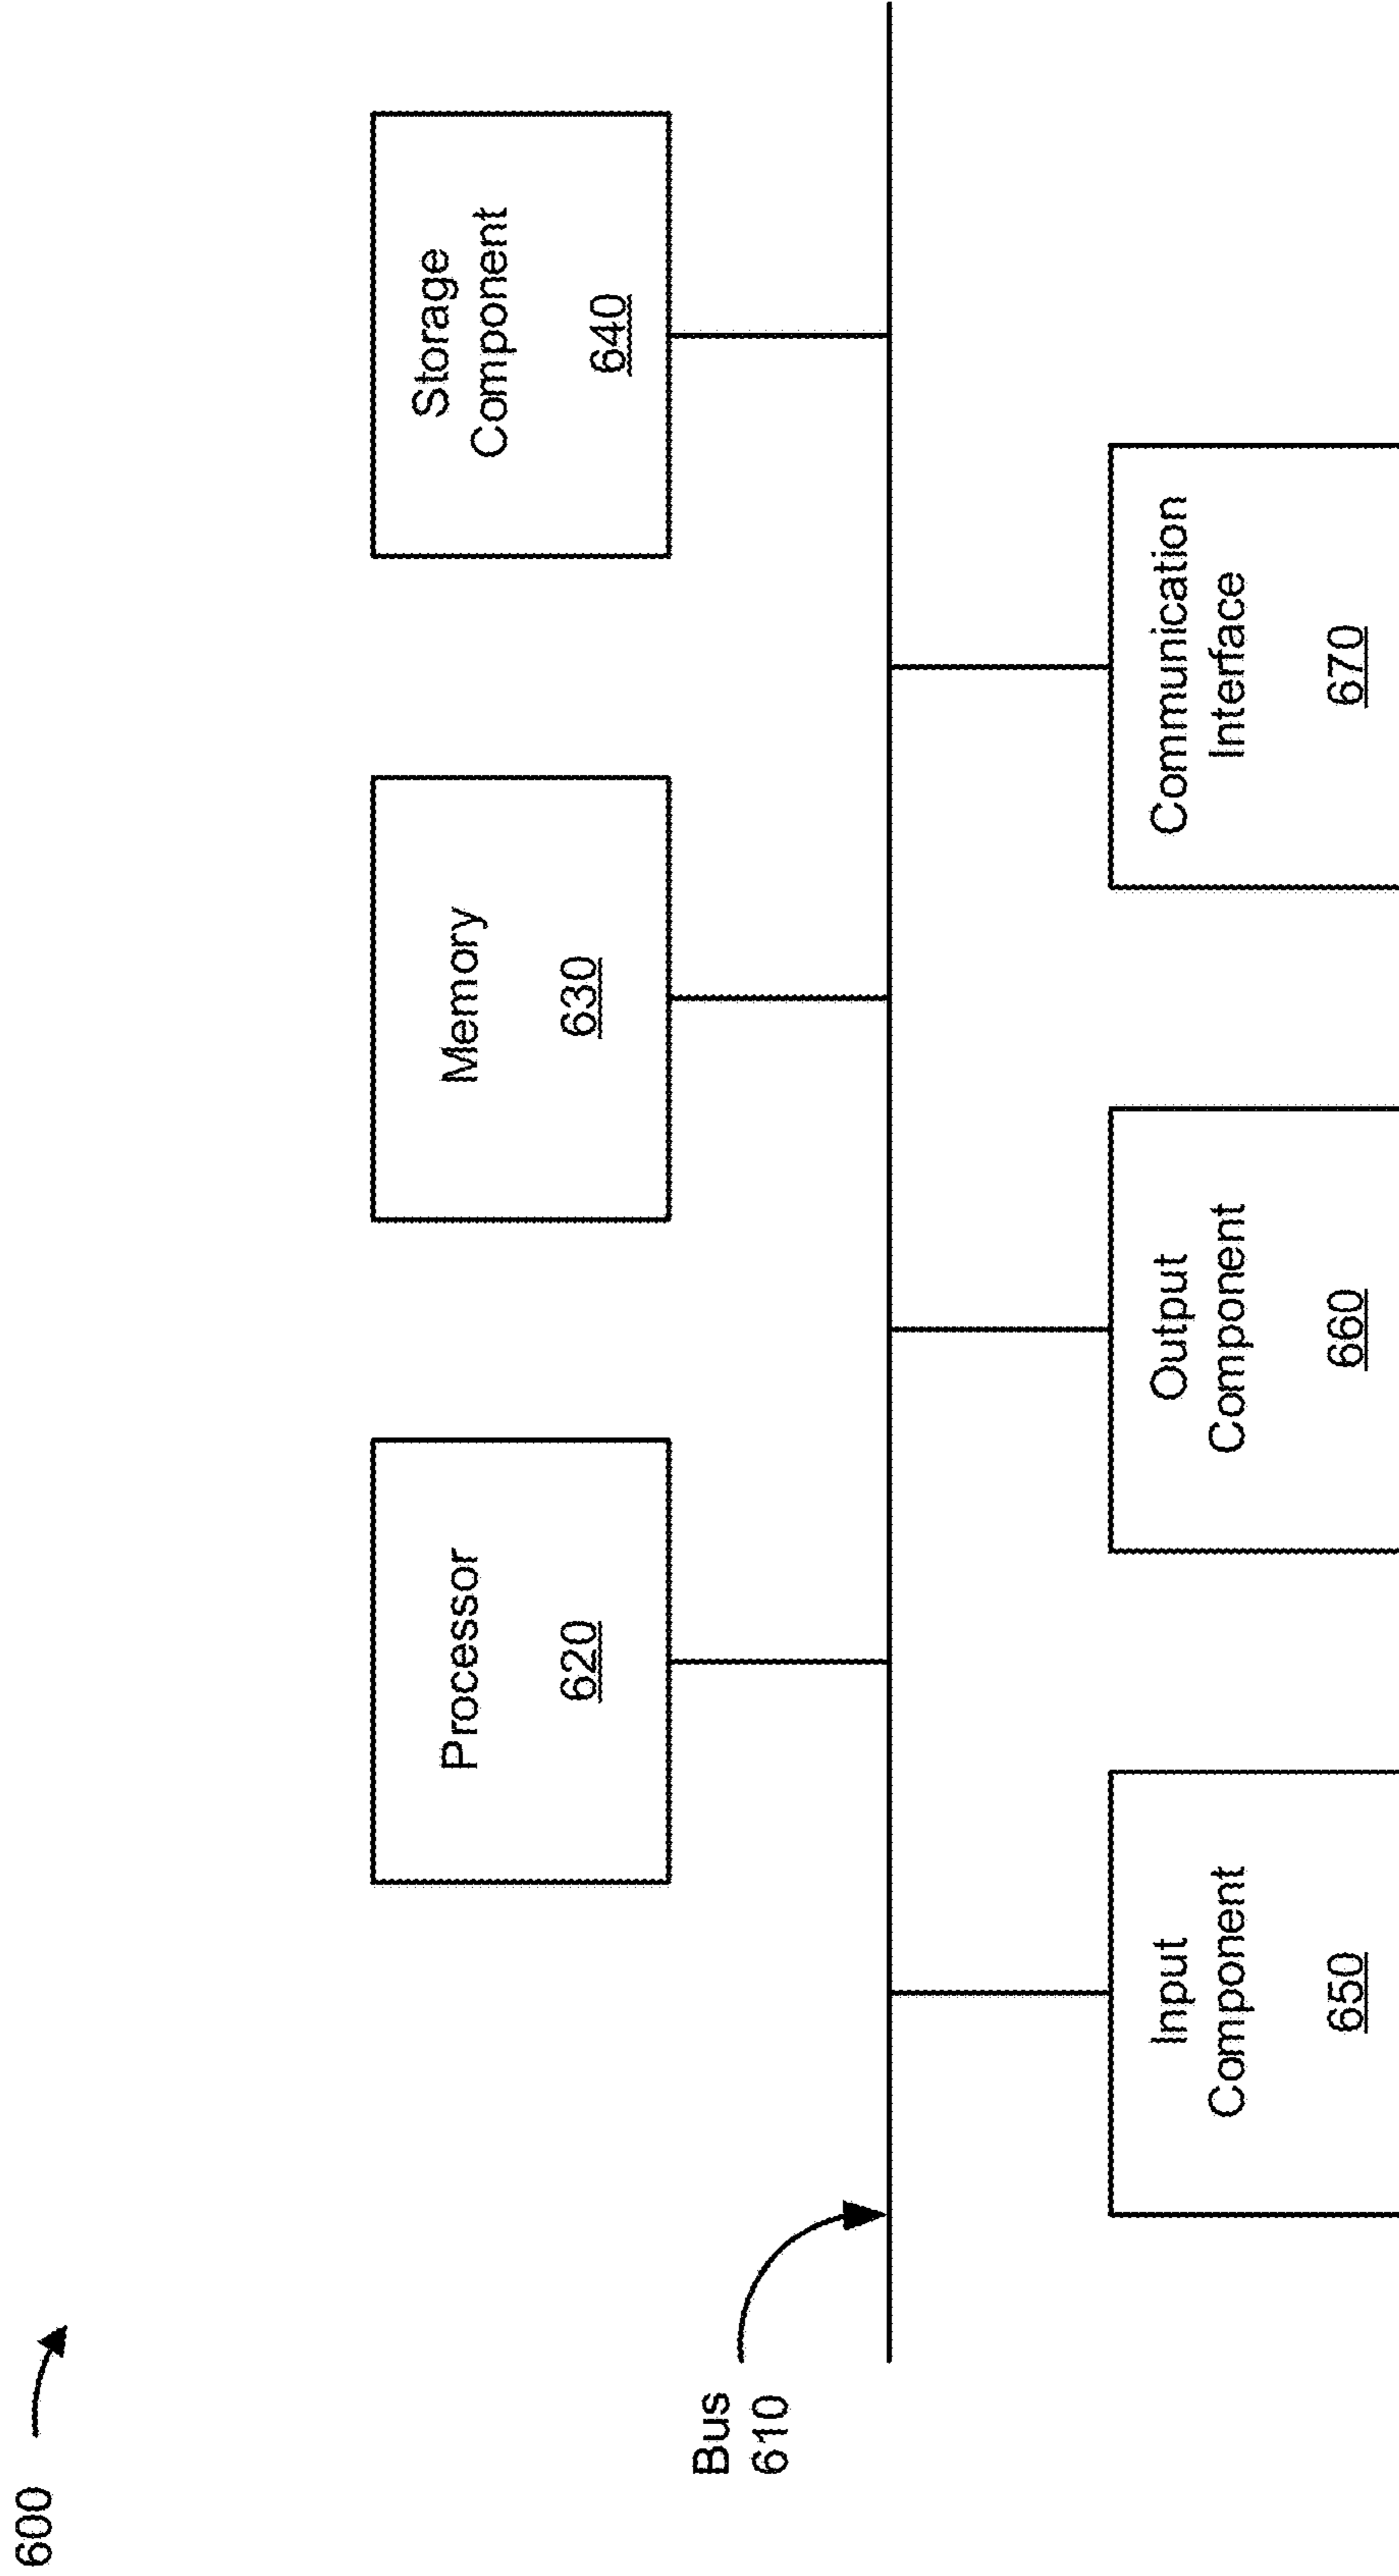 600
Bus
610
Processor
620
Memory
630
Storage
Component
640
Input
Component
650
Output
Component
660
Communication
Interface
670